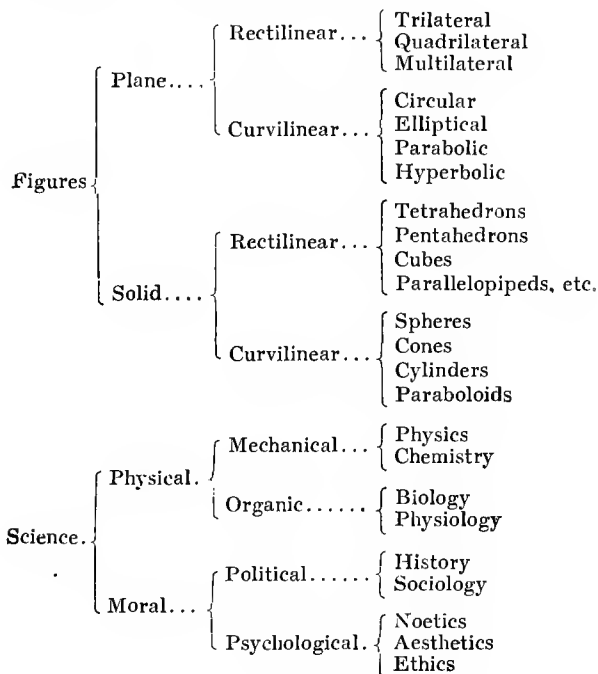 Trilateral
Rectilinear...
Quadrilateral
Multilateral
Plane....
Circular
Elliptical
Curvilinear...
Parabolic
Hyperbolic
Figures
Tetrahedrons
Rectilinear...
Pentahedrons
Cubes
Parallelopipeds, etc.
Solid....
Spheres
Curvilinear...
Cones
Cylinders
Paraboloids
Mechanical...
Physics
Chemistry
Physical.
Organic......
Biology
Physiology
Science.
Political......
History
Sociology
Moral...
Noetics
Psychological.
Aesthetics
Ethics